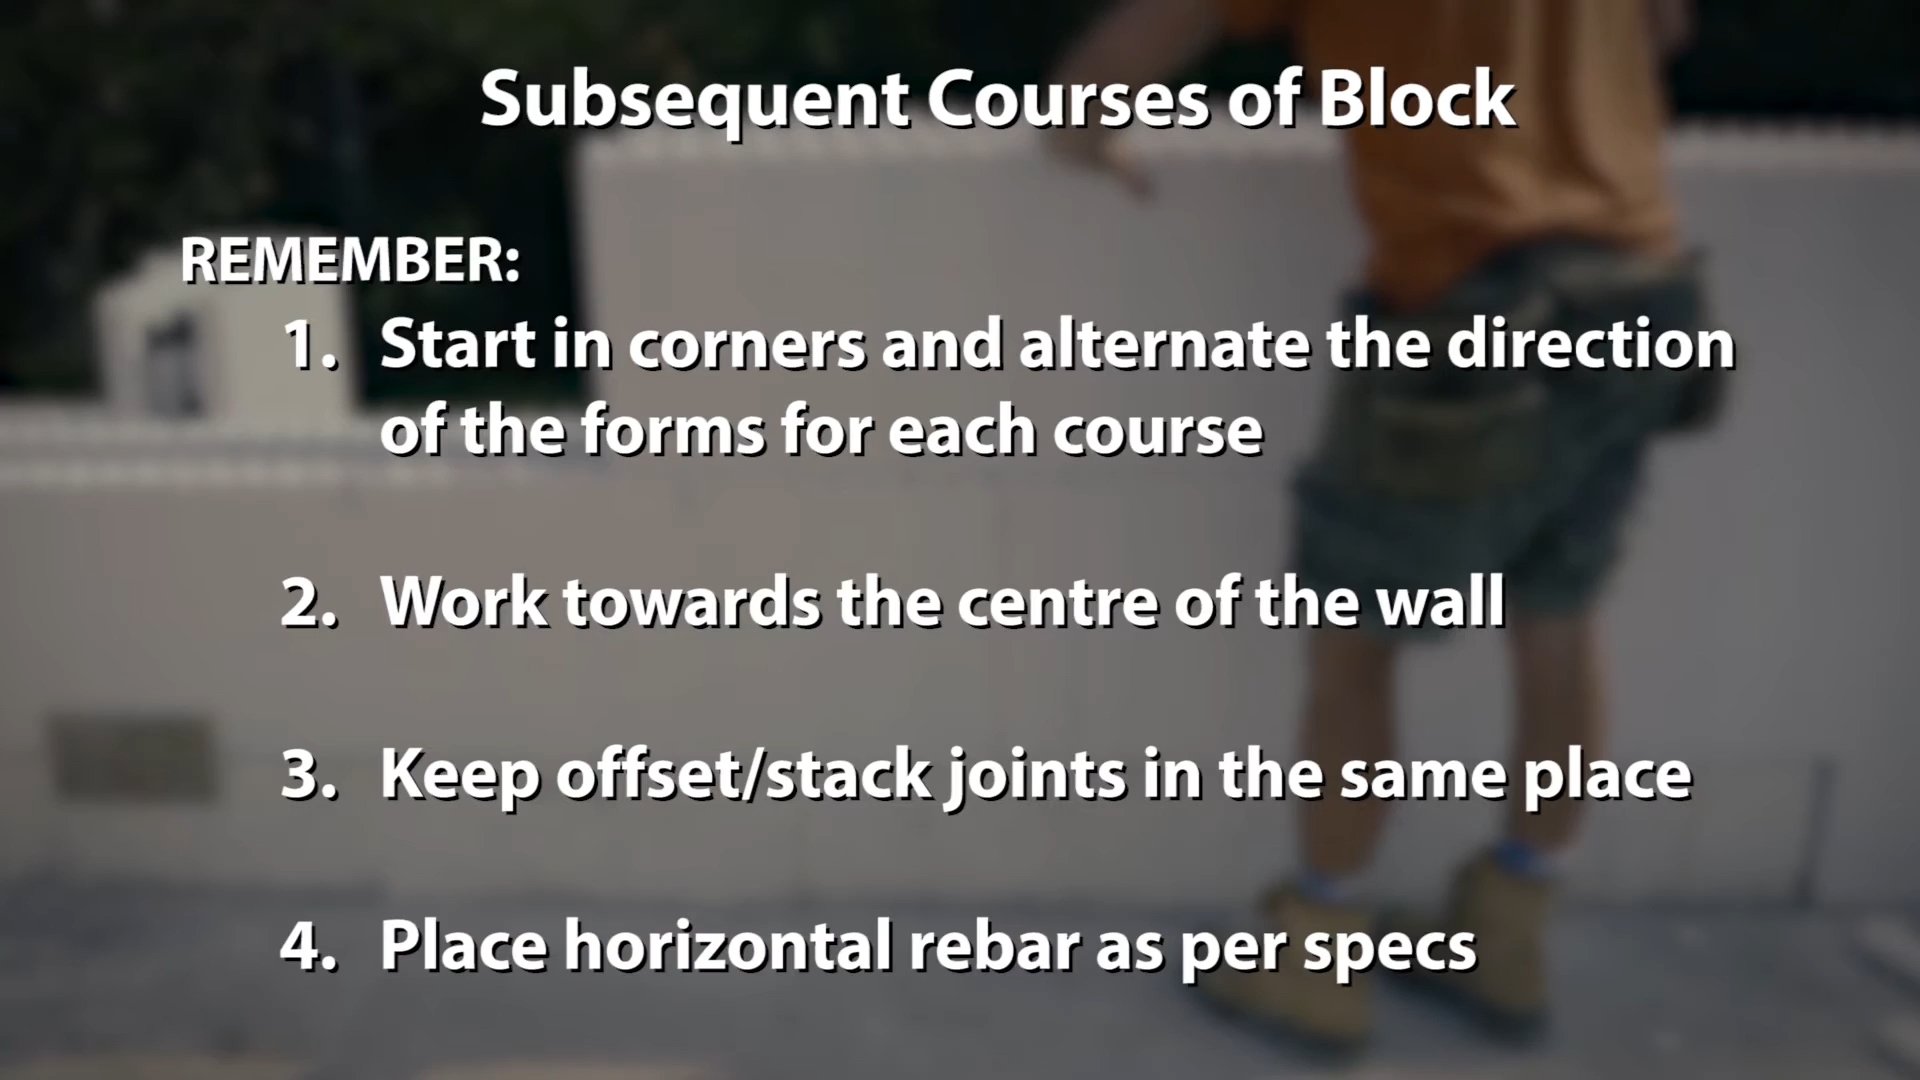 Subsequent Courses of Block
REMEMBER:
1. Start in corners and alternate the direction
of the forms for each course
2. Work towards the centre of the wall
3. Keep offset/stack joints in the same place
4. Place horizontal rebar as per specs